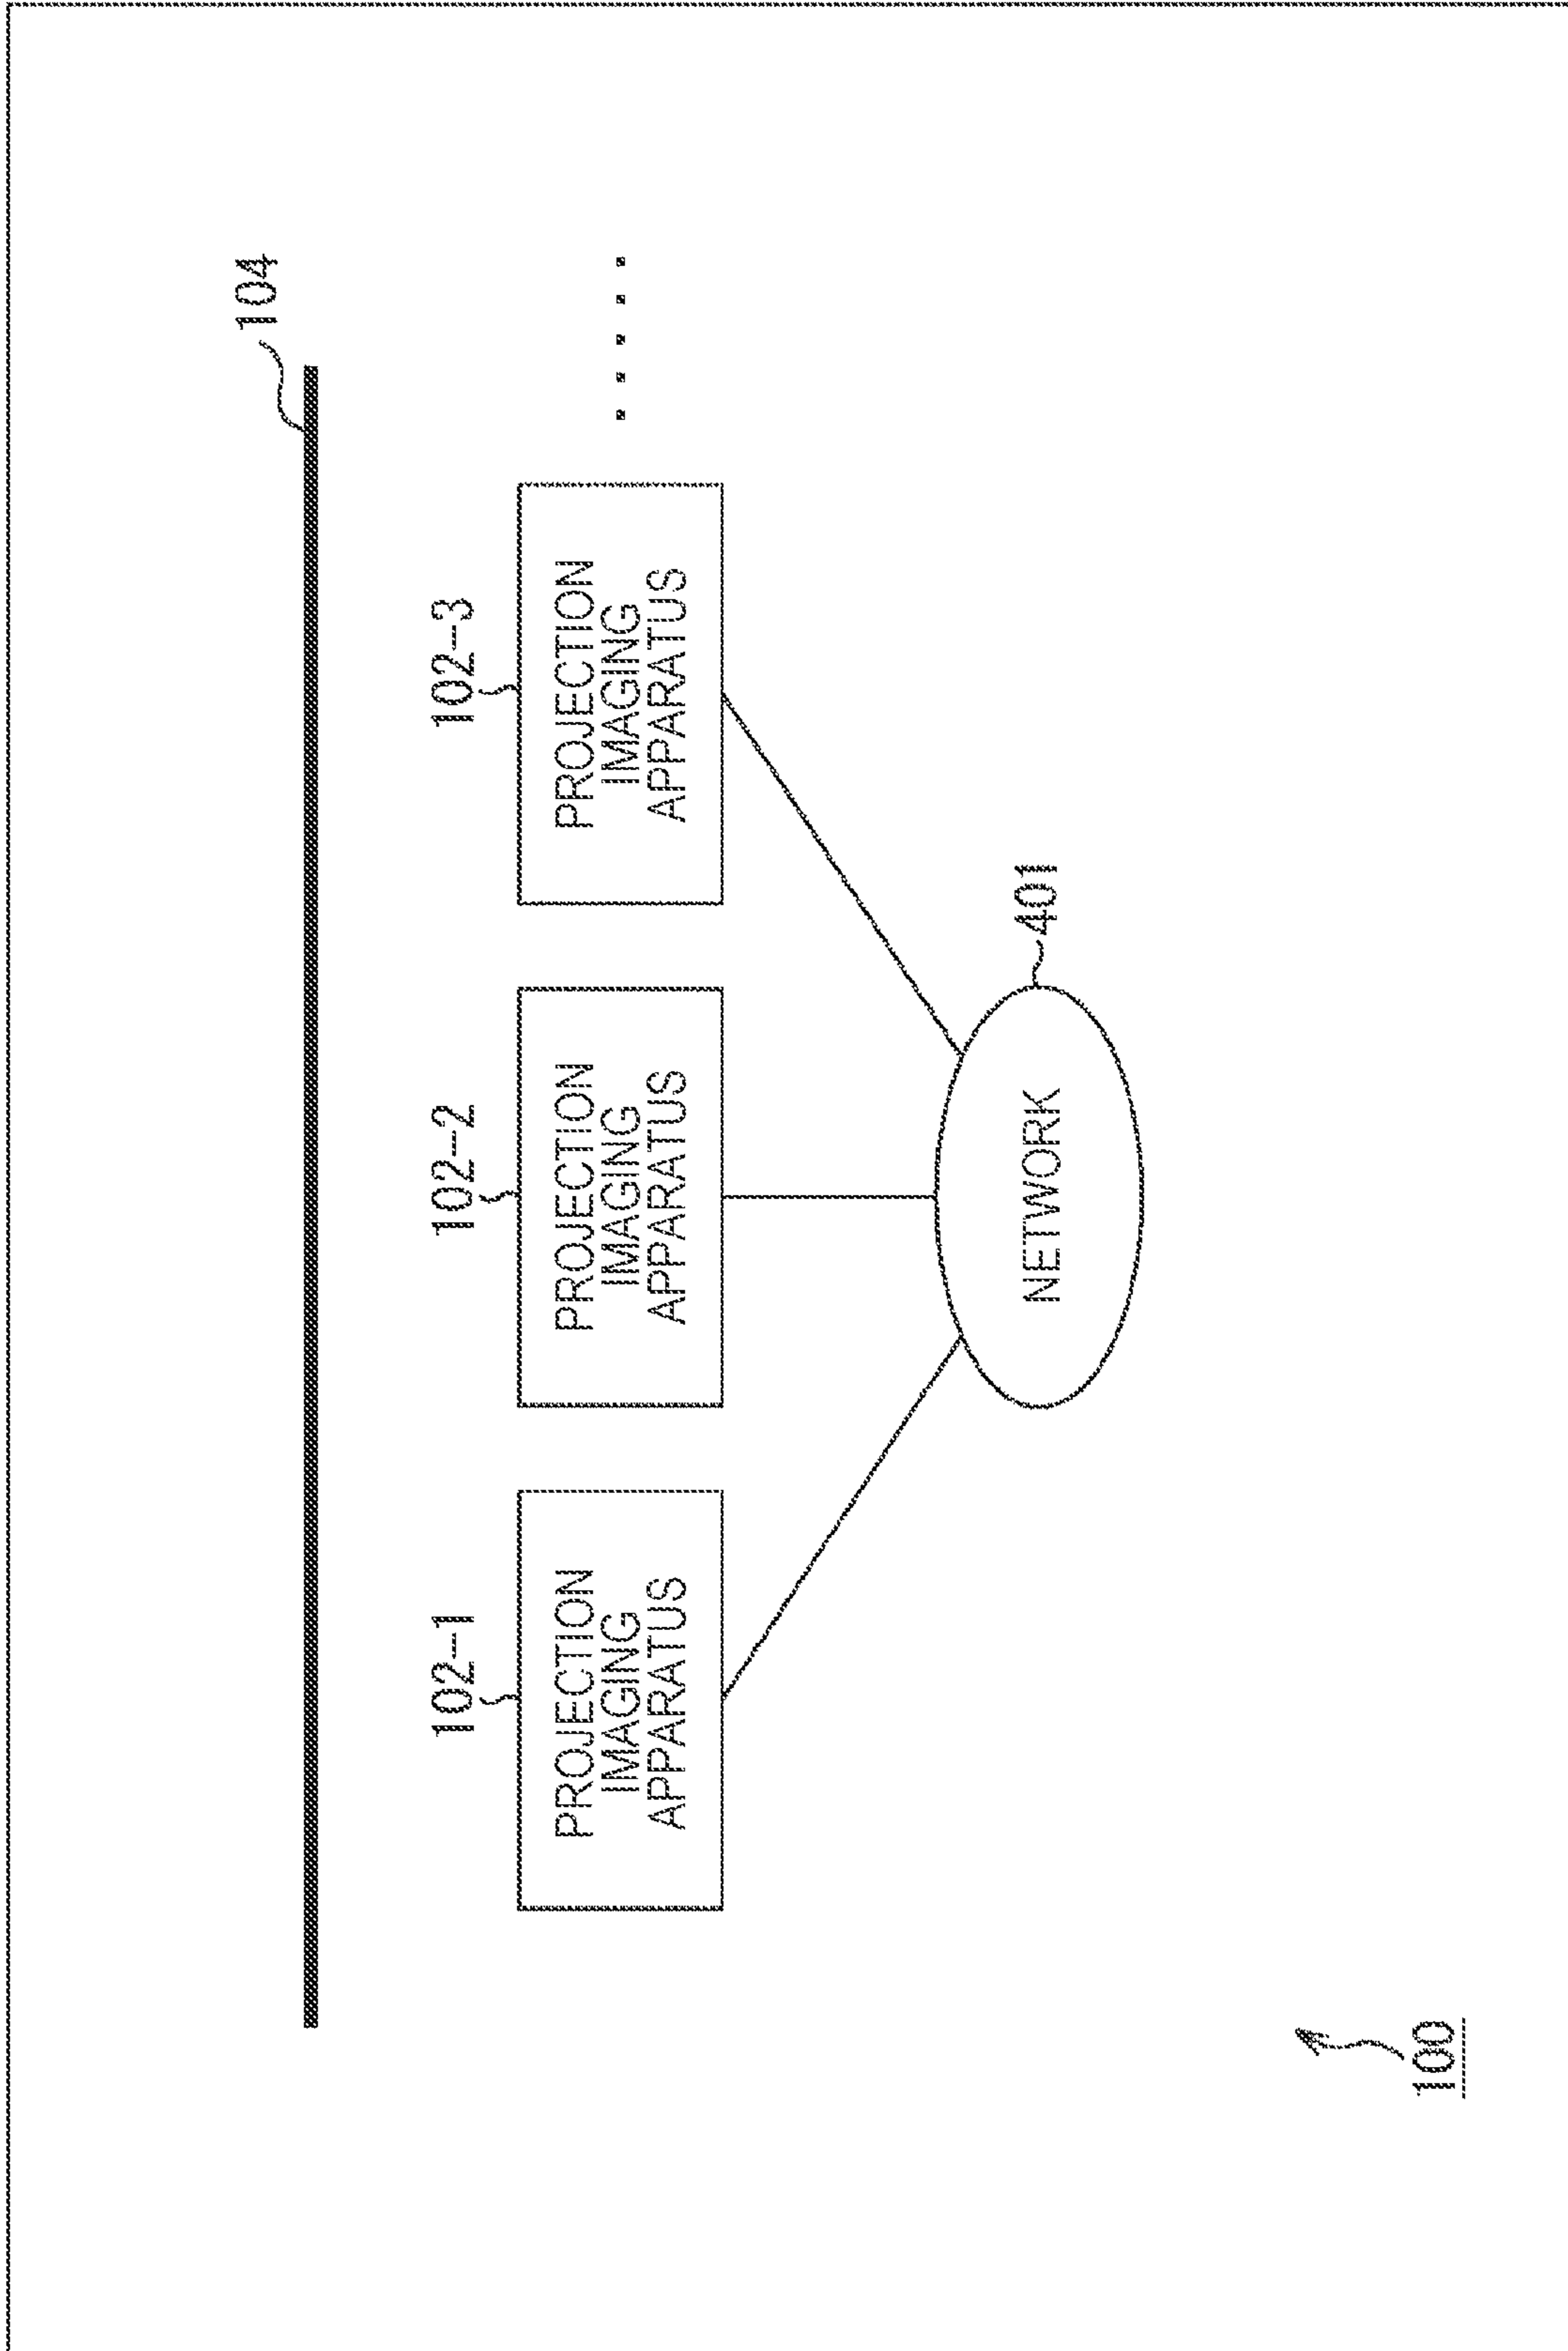 104
102-1
102-2
102-3
PROJECTION
IMAGING
APPARATUS
PROJECTION
IMAGING
APPARATUS
PROJECTION
IMAGING
APPARATUS
401
NETWORK
100